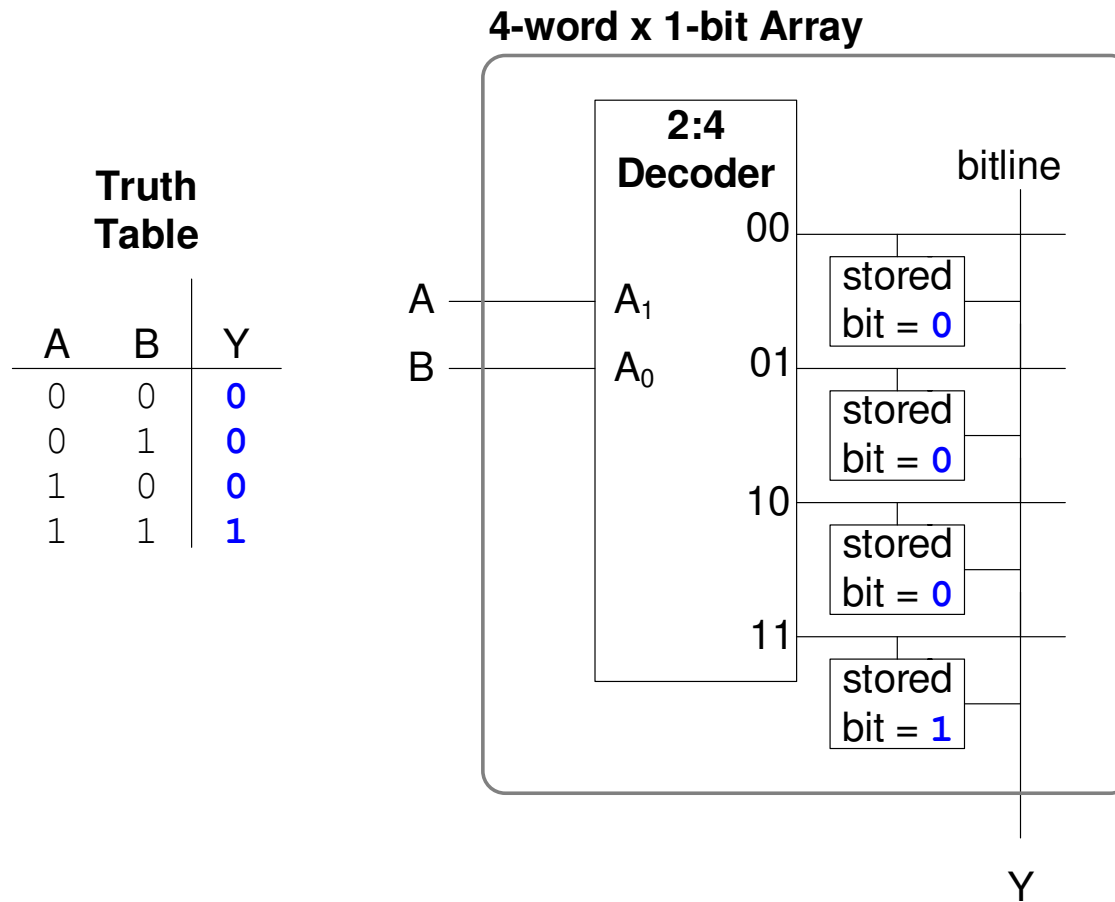 4-word x 1-bit Array
Truth
Table
A B Y
0 0 0
0 1 0
1 0 0
1 1 1
2:4
Decoder
bitline
A A₁
B A₀
00
stored
bit = 0
01
stored
bit = 0
10
stored
bit = 0
11
stored
bit = 1
Y